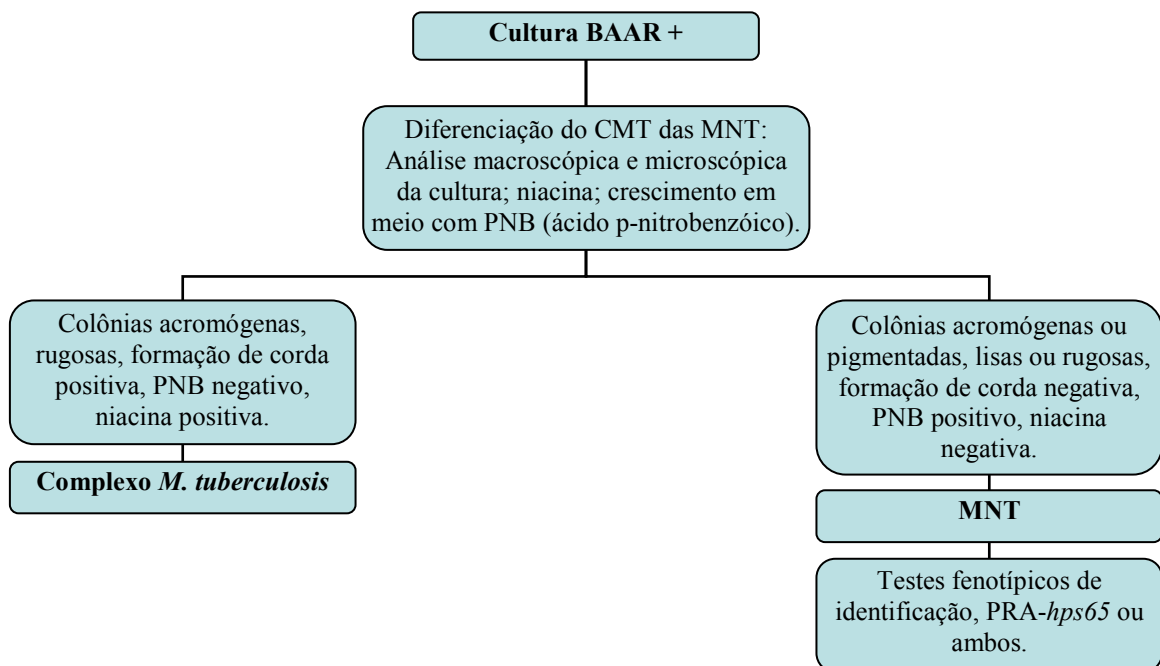 Cultura BAAR +
Diferenciação do CMT das MNT:
Análise macroscópica e microscópica
da cultura; niacina; crescimento em
meio com PNB (ácido p-nitrobenzóico).
Colônias acromógenas,
rugosas, formação de corda
positiva, PNB negativo,
niacina positiva.
Complexo M. tuberculosis
Colônias acromógenas ou
pigmentadas, lisas ou rugosas,
formação de corda negativa,
PNB positivo, niacina
negativa.
MNT
Testes fenotípicos de
identificação, PRA-hps65 ou
ambos.